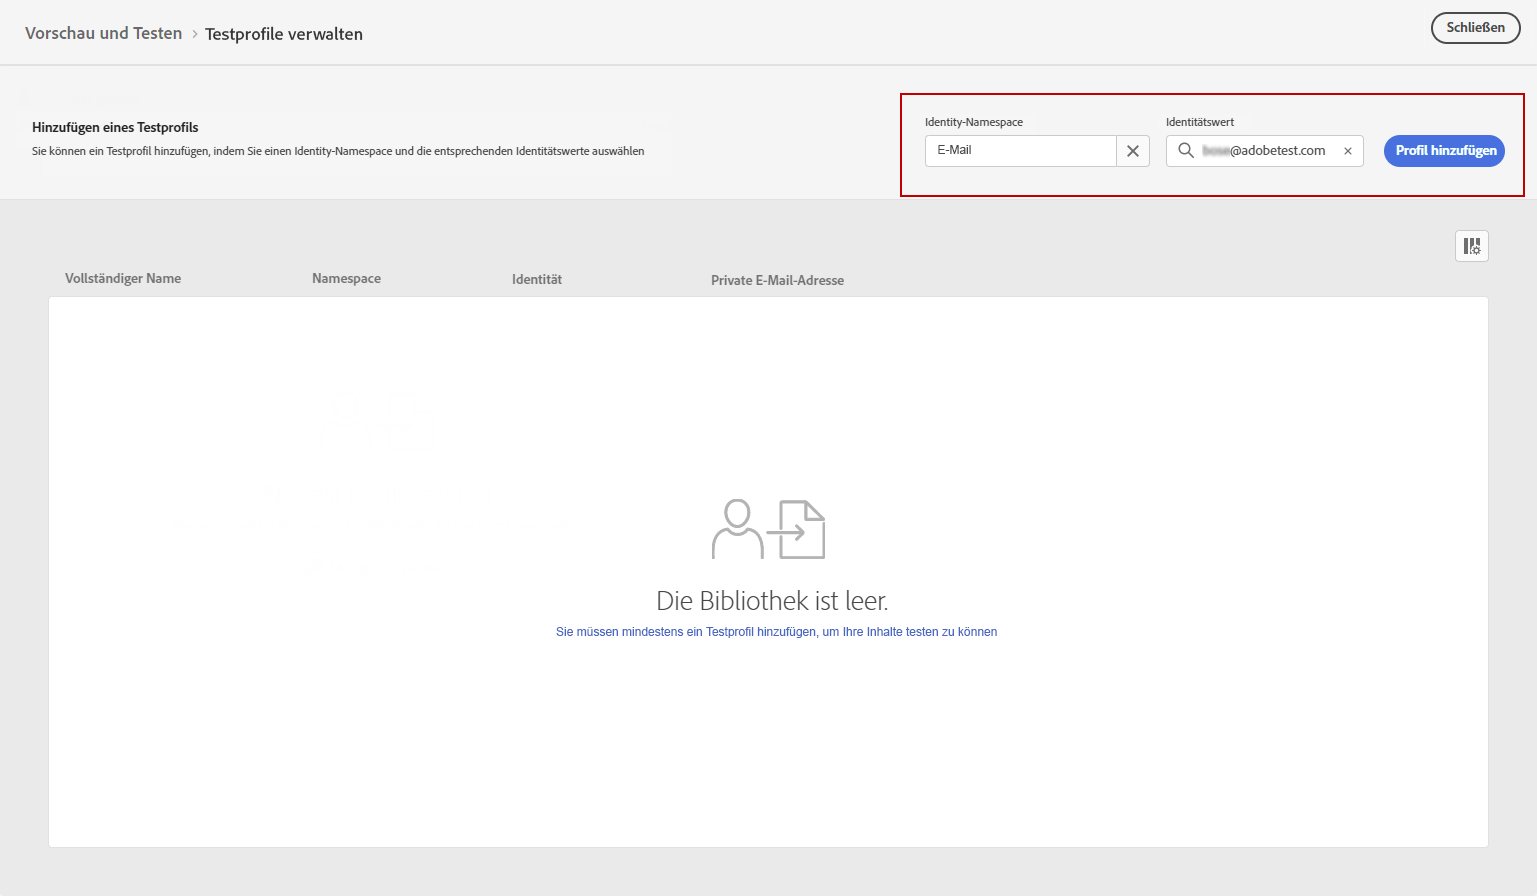 Vorschau und Testen › Testprofile verwalten
Schließen
Hinzufügen eines Testprofils
Sie können ein Testprofil hinzufügen, indem Sie einen Identity-Namespace und die entsprechenden Identitätswerte auswählen
Identity-Namespace
E-Mail
Identitätswert
@adobetest.com
Profil hinzufügen
Vollständiger Name
Namespace
Identität
Private E-Mail-Adresse
Die Bibliothek ist leer.
Sie müssen mindestens ein Testprofil hinzufügen, um Ihre Inhalte testen zu können